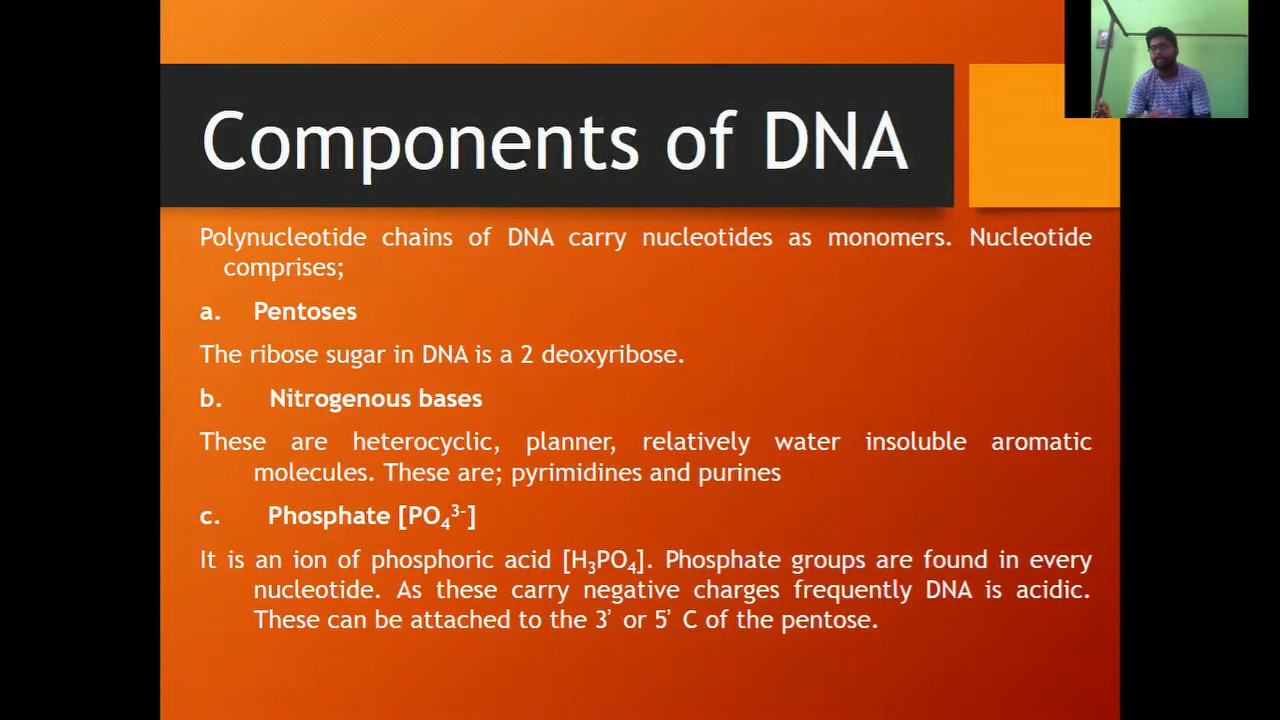 Components of DNA
Polynucleotide chains of DNA carry nucleotides as monomers. Nucleotide
comprises;
a. Pentoses
The ribose sugar in DNA is a 2 deoxyribose.
b. Nitrogenous bases
These are heterocyclic, planner, relatively water insoluble aromatic
molecules. These are; pyrimidines and purines
c. Phosphate [PO₄³⁻]
It is an ion of phosphoric acid [H₃PO₄]. Phosphate groups are found in every
nucleotide. As these carry negative charges frequently DNA is acidic.
These can be attached to the 3’ or 5’ C of the pentose.